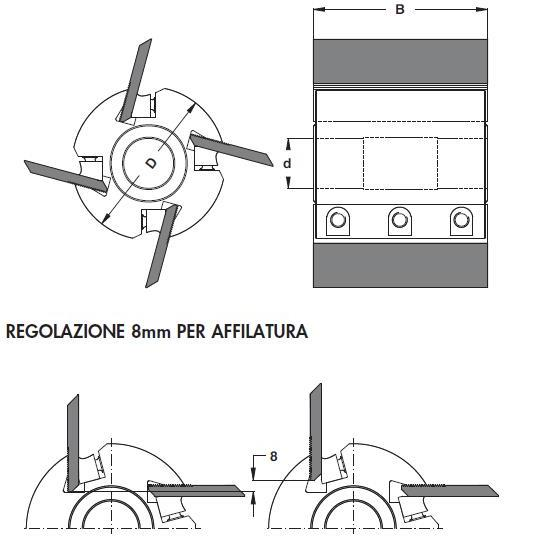 B
D
d
REGOLAZIONE 8mm PER AFFILATURA
8